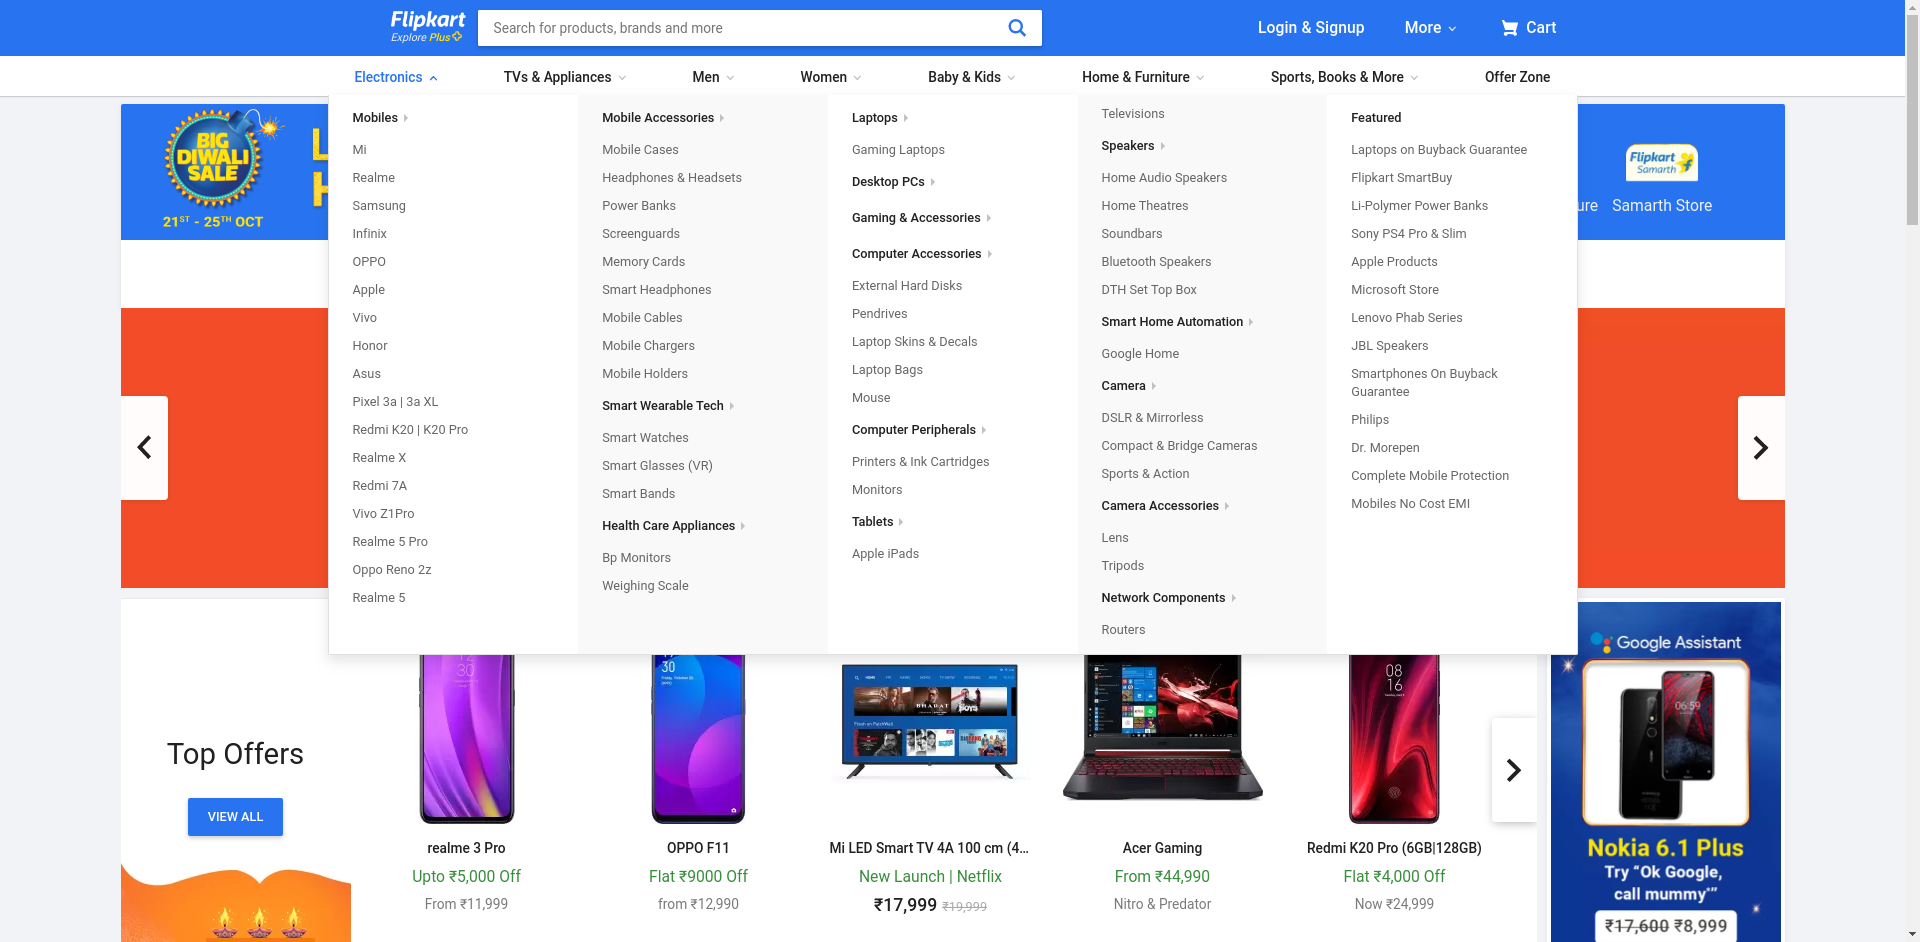 Flipkart
Explore Plus
Search for products, brands and more
Login & Signup
More
Cart
Electronics
TVs & Appliances
Men
Women
Baby & Kids
Home & Furniture
Sports, Books & More
Offer Zone
BIG
DIWALI
SALE
21ST - 25TH OCT
L
H
Mobiles
Mi
Realme
Samsung
Infinix
OPPO
Apple
Vivo
Honor
Asus
Pixel 3a | 3a XL
Redmi K20 | K20 Pro
Realme X
Redmi 7A
Vivo Z1Pro
Realme 5 Pro
Oppo Reno 2z
Realme 5
Mobile Accessories
Mobile Cases
Headphones & Headsets
Power Banks
Screenguards
Memory Cards
Smart Headphones
Mobile Cables
Mobile Chargers
Mobile Holders
Smart Wearable Tech
Smart Watches
Smart Glasses (VR)
Smart Bands
Health Care Appliances
Bp Monitors
Weighing Scale
Laptops
Gaming Laptops
Desktop PCs
Gaming & Accessories
Computer Accessories
External Hard Disks
Pendrives
Laptop Skins & Decals
Laptop Bags
Mouse
Computer Peripherals
Printers & Ink Cartridges
Monitors
Tablets
Apple iPads
Televisions
Speakers
Home Audio Speakers
Home Theatres
Soundbars
Bluetooth Speakers
DTH Set Top Box
Smart Home Automation
Google Home
Camera
DSLR & Mirrorless
Compact & Bridge Cameras
Sports & Action
Camera Accessories
Lens
Tripods
Network Components
Routers
Featured
Laptops on Buyback Guarantee
Flipkart SmartBuy
Li-Polymer Power Banks
Sony PS4 Pro & Slim
Apple Products
Microsoft Store
Lenovo Phab Series
JBL Speakers
Smartphones On Buyback
Guarantee
Philips
Dr. Morepen
Complete Mobile Protection
Mobiles No Cost EMI
Flipkart
Samarth
ure
Samarth Store
Top Offers
VIEW ALL
12 30
30
BHARAT
BOYS
08
16
realme 3 Pro
Upto ₹5,000 Off
From ₹11,999
OPPO F11
Flat ₹9000 Off
from ₹12,990
Mi LED Smart TV 4A 100 cm (4...
New Launch | Netflix
₹17,999 ₹19,999
Acer Gaming
From ₹44,990
Nitro & Predator
Redmi K20 Pro (6GB|128GB)
Flat ₹4,000 Off
Now ₹24,999
Google Assistant
06:59
Nokia 6.1 Plus
Try “Ok Google,
call mummy*”
₹17,600 ₹8,999